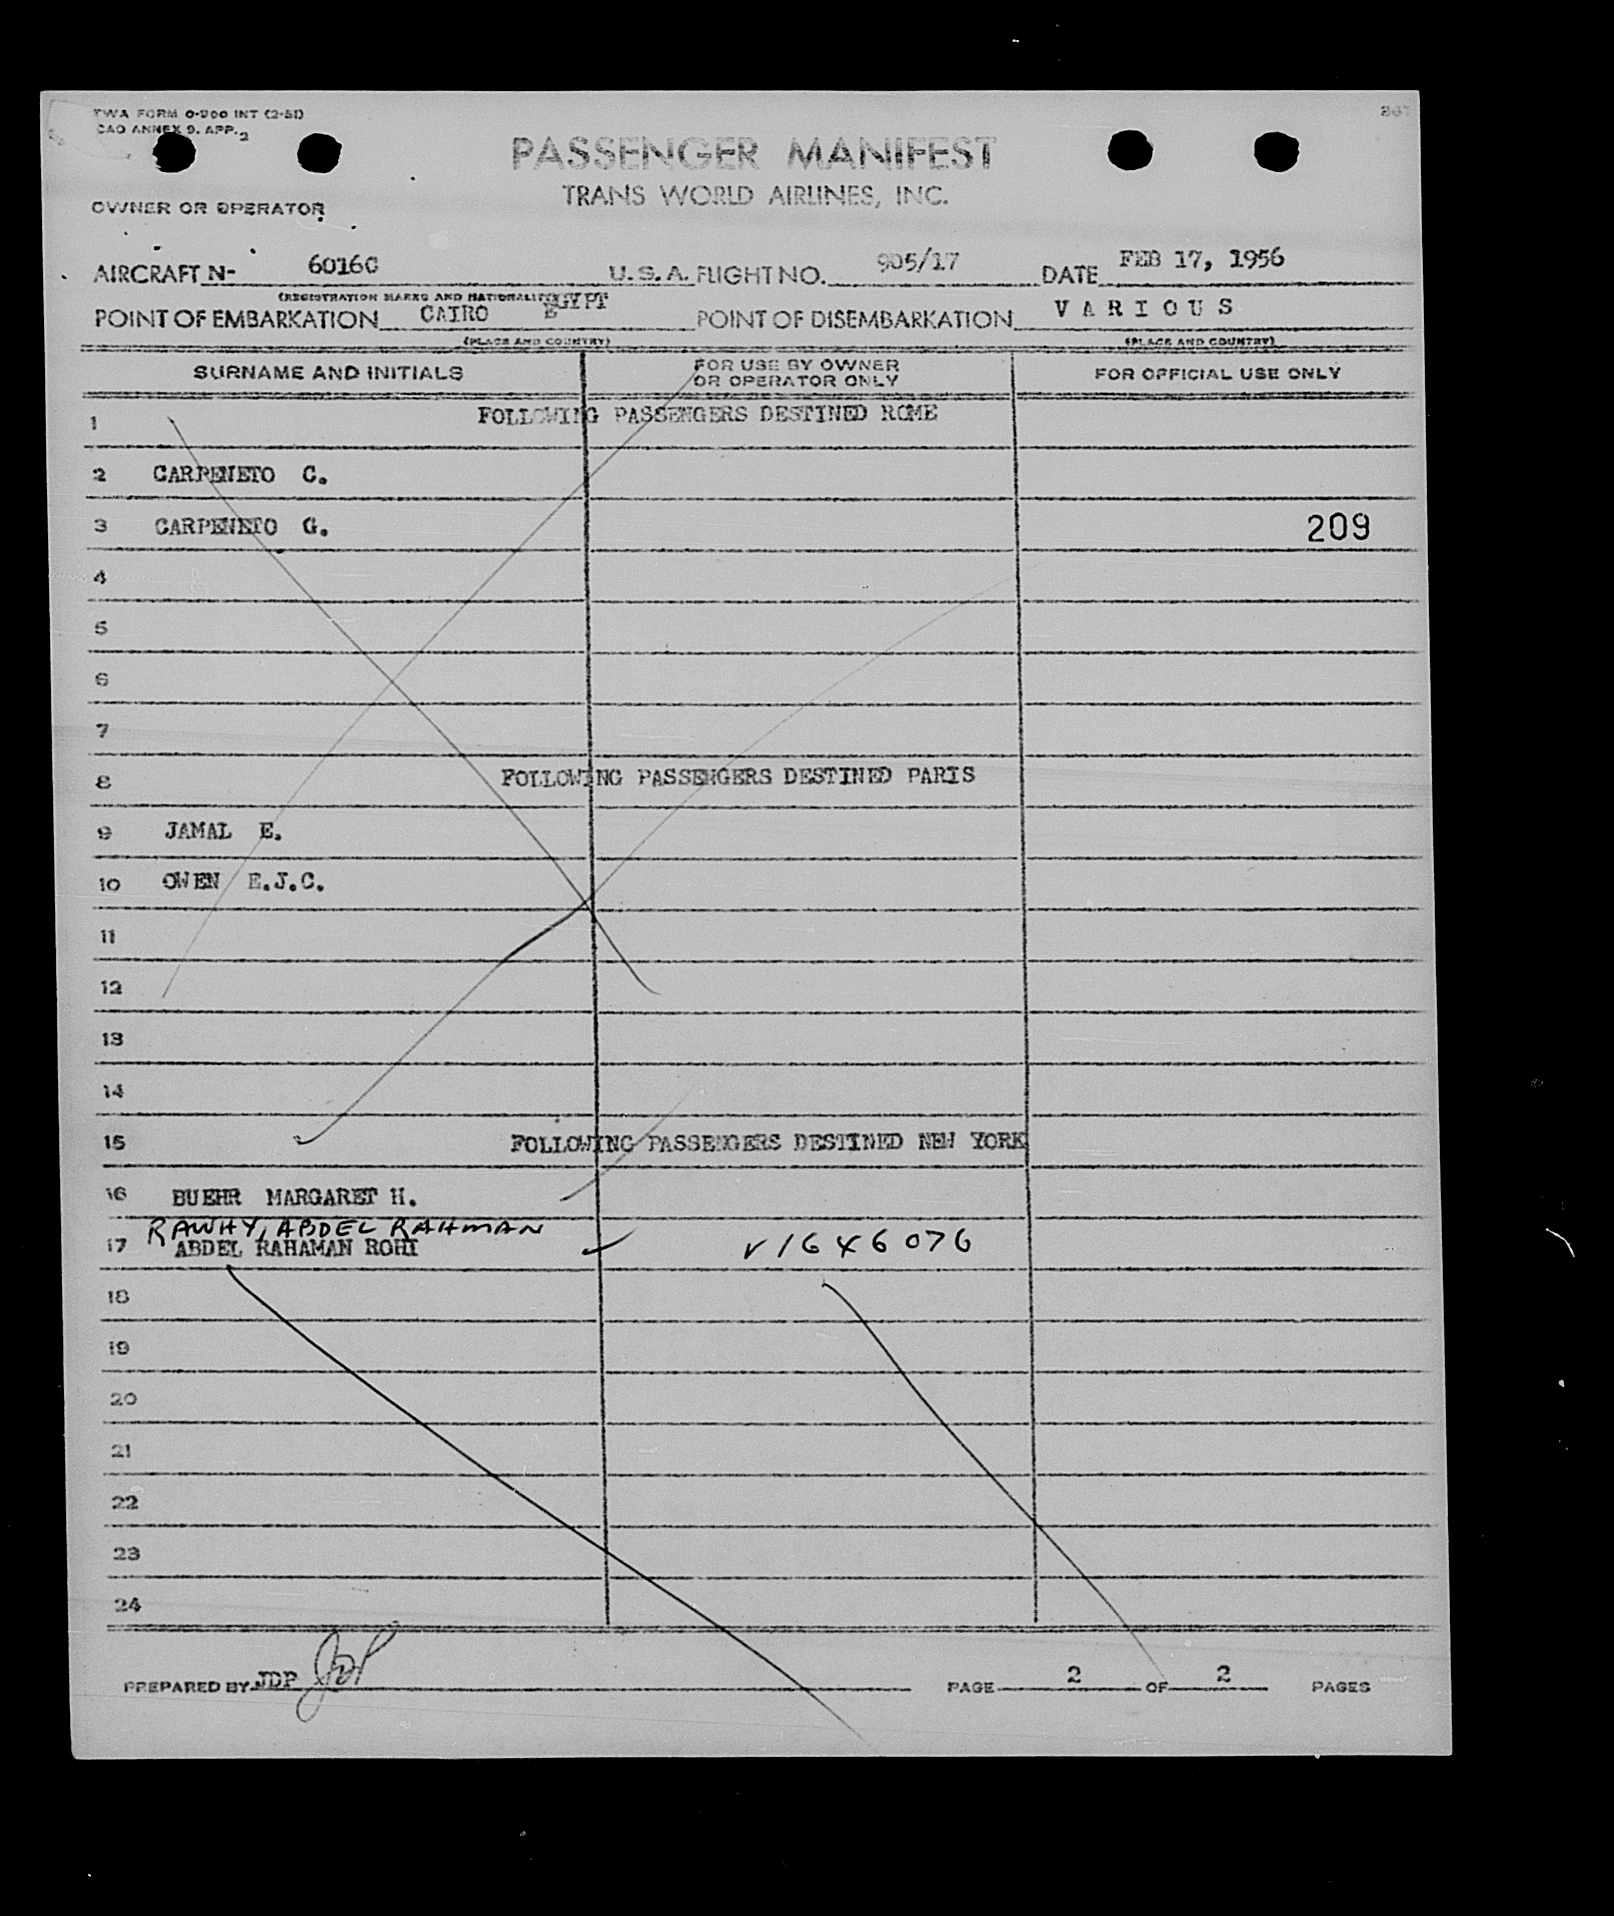 TWA FORM 0-900 INT (2-51)
CAO ANNEX 9. APP. 2
PASSENGER MANIFEST
TRANS WORLD AIRLINES, INC.
OWNER OR OPERATOR
AIRCRAFT N- 6016C U.S.A. FLIGHT NO. 905/17 DATE FEB 17, 1956
(REGISTRATION MARKS AND NATIONALITY)
POINT OF EMBARKATION CAIRO EGYPT POINT OF DISEMBARKATION V A R I O U S
(PLACE AND COUNTRY) (PLACE AND COUNTRY)
SURNAME AND INITIALS FOR USE BY OWNER OR OPERATOR ONLY FOR OFFICIAL USE ONLY
1 FOLLOWING PASSENGERS DESTINED ROME
2 CARPENETO C.
3 CARPENETO G. 209
4
5
6
7
8 FOLLOWING PASSENGERS DESTINED PARIS
9 JAMAL E.
10 OWEN E.J.C.
11
12
13
14
15 FOLLOWING PASSENGERS DESTINED NEW YORK
16 BUEHR MARGARET H.
RAWHY, ABDEL RAHMAN
17 ABDEL RAHAMAN ROHI ✓ V1646076
18
19
20
21
22
23
24
PREPARED BY JDP JDP PAGE 2 OF 2 PAGES